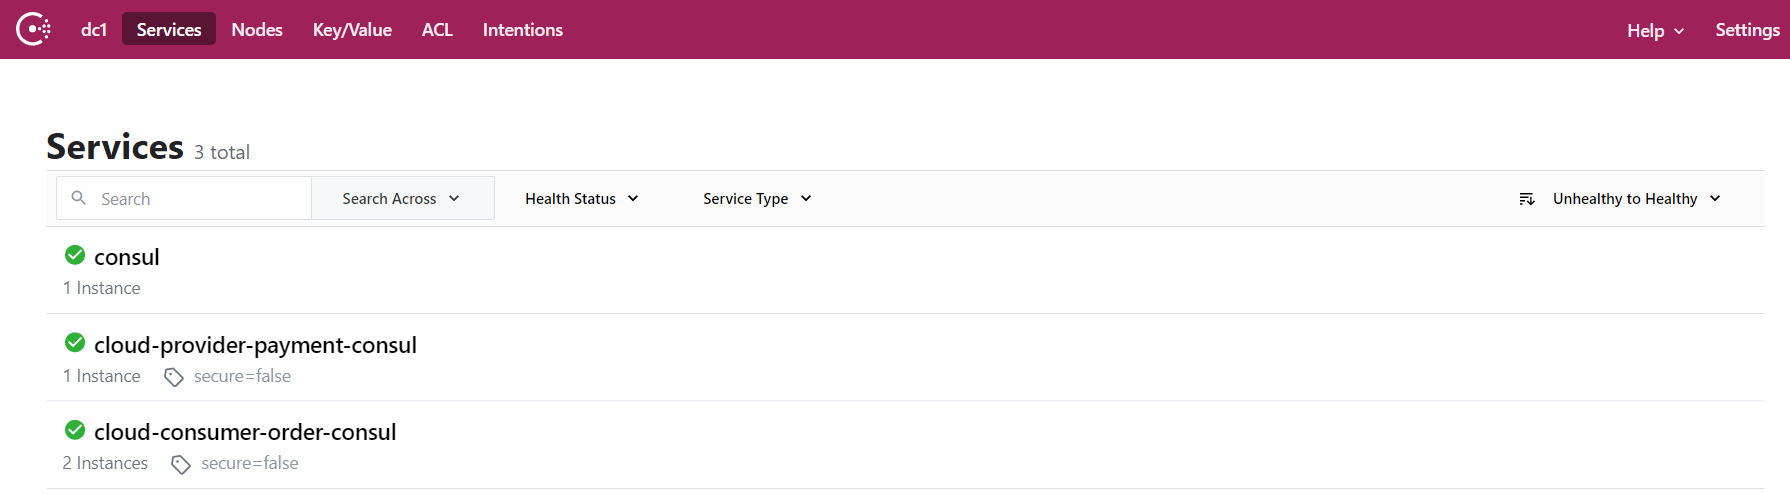 dc1 Services Nodes Key/Value ACL Intentions Help Settings
Services 3 total
Search Search Across Health Status Service Type Unhealthy to Healthy
consul
1 Instance
cloud-provider-payment-consul
1 Instance secure=false
cloud-consumer-order-consul
2 Instances secure=false